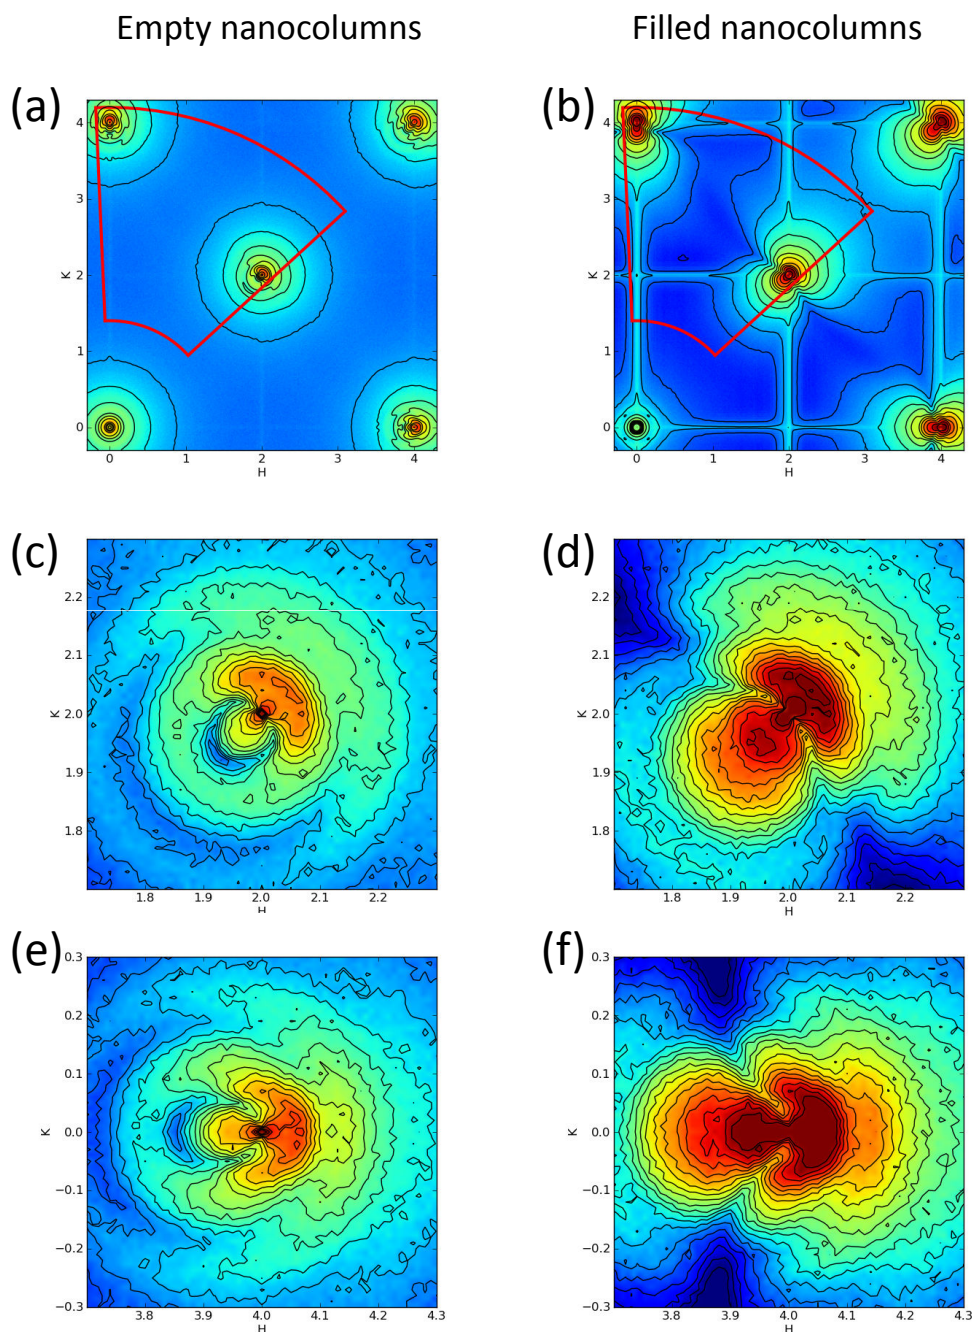 Empty nanocolumns Filled nanocolumns
(a) (b)
4 4
3 3
K 2 K 2
1 1
0 0
0 1 2 3 4 0 1 2 3 4
H H
(c) (d)
2.2 2.2
2.1 2.1
K 2.0 K 2.0
1.9 1.9
1.8 1.8
1.8 1.9 2.0 2.1 2.2 1.8 1.9 2.0 2.1 2.2
H H
(e) (f)
0.3 0.3
0.2 0.2
0.1 0.1
K 0.0 K 0.0
−0.1 −0.1
−0.2 −0.2
−0.3 −0.3
3.8 3.9 4.0 4.1 4.2 4.3 3.8 3.9 4.0 4.1 4.2 4.3
H H